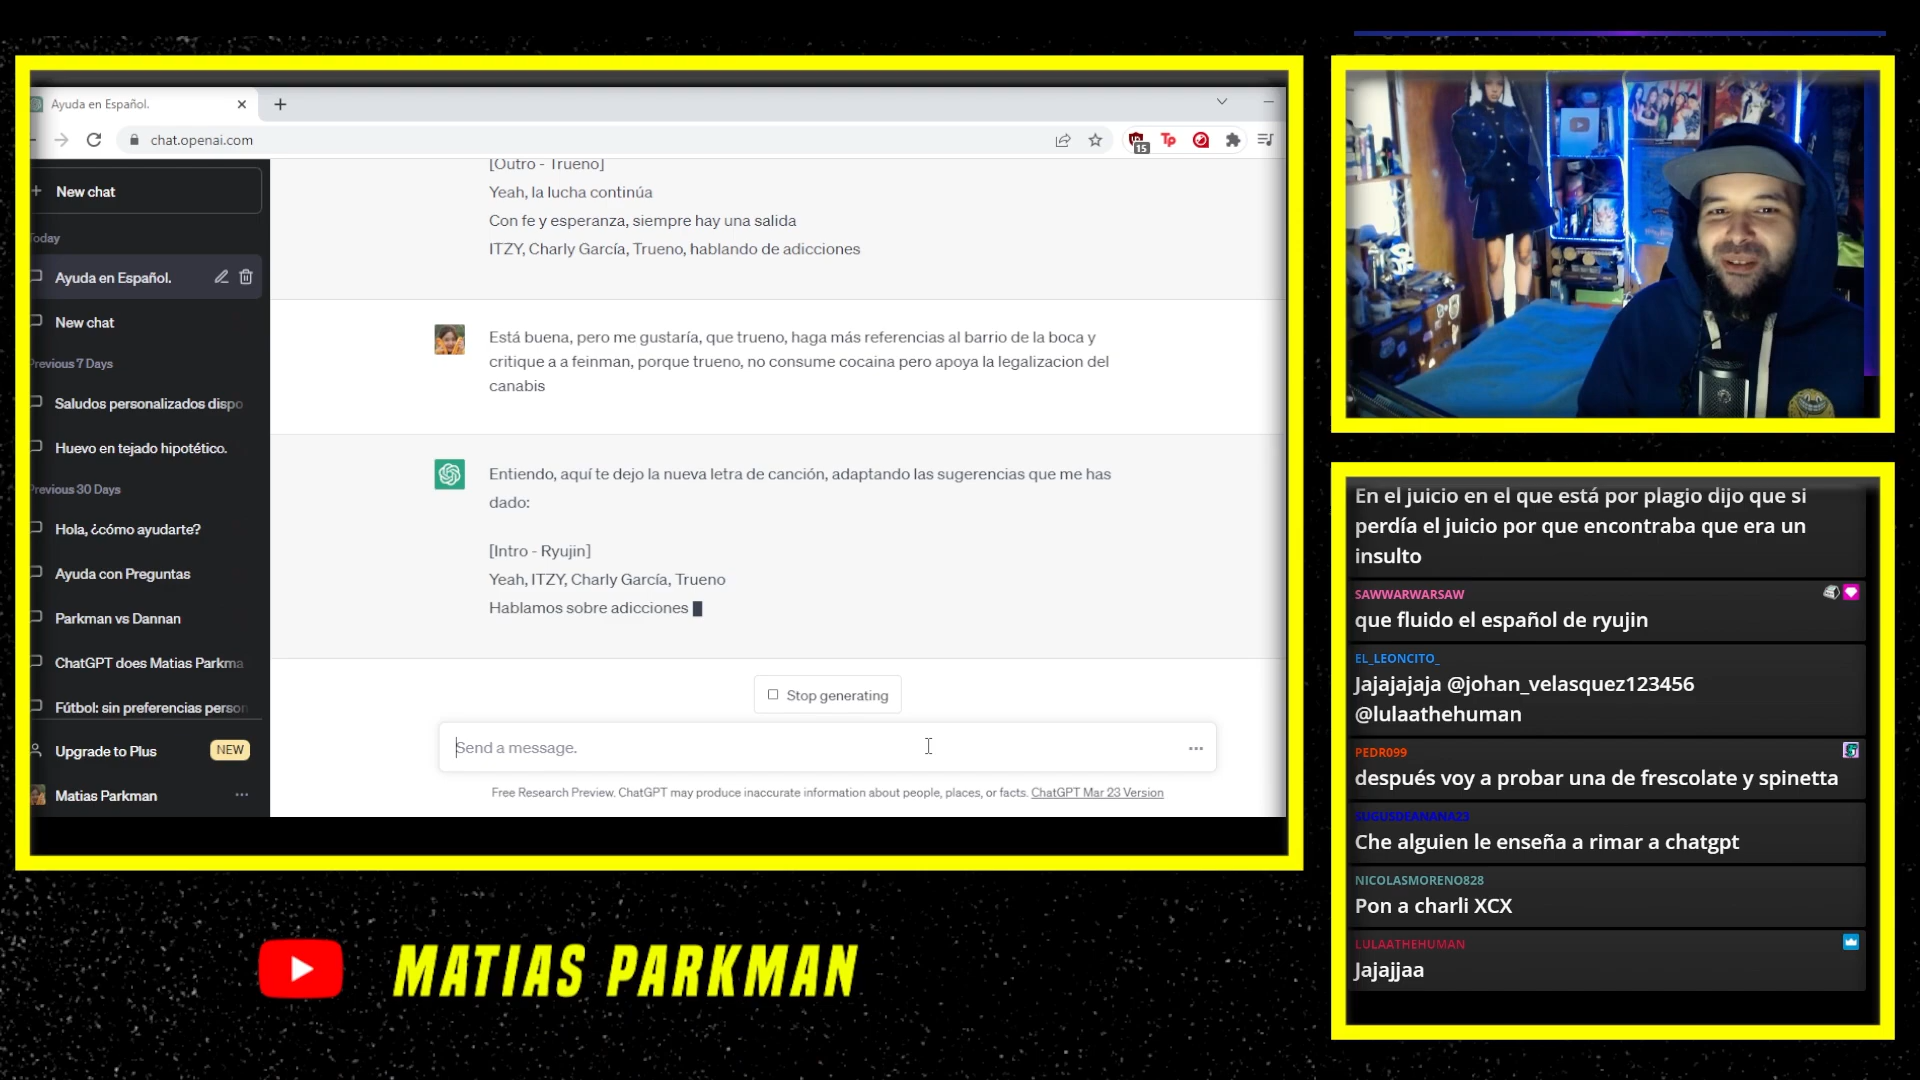 Ayuda en Español.
chat.openai.com
15
Tp
New chat
Today
Ayuda en Español.
New chat
Previous 7 Days
Saludos personalizados dispo
Huevo en tejado hipotético.
Previous 30 Days
Hola, ¿cómo ayudarte?
Ayuda con Preguntas
Parkman vs Dannan
ChatGPT does Matias Parkma
Fútbol: sin preferencias person
Upgrade to Plus NEW
Matias Parkman
[Outro - Trueno]
Yeah, la lucha continúa
Con fe y esperanza, siempre hay una salida
ITZY, Charly García, Trueno, hablando de adicciones
Está buena, pero me gustaría, que trueno, haga más referencias al barrio de la boca y
critique a a feinman, porque trueno, no consume cocaina pero apoya la legalizacion del
canabis
Entiendo, aquí te dejo la nueva letra de canción, adaptando las sugerencias que me has
dado:
[Intro - Ryujin]
Yeah, ITZY, Charly García, Trueno
Hablamos sobre adicciones
Stop generating
Send a message.
Free Research Preview. ChatGPT may produce inaccurate information about people, places, or facts. ChatGPT Mar 23 Version
En el juicio en el que está por plagio dijo que si
perdía el juicio por que encontraba que era un
insulto
SAWWARWARSAW
que fluido el español de ryujin
EL_LEONCITO_
Jajajajaja @johan_velasquez123456
@lulaathehuman
PEDR099
después voy a probar una de frescolate y spinetta
SUGUSDEANANA23
Che alguien le enseña a rimar a chatgpt
NICOLASMORENO828
Pon a charli XCX
LULAATHEHUMAN
Jajajjaa
MATIAS PARKMAN